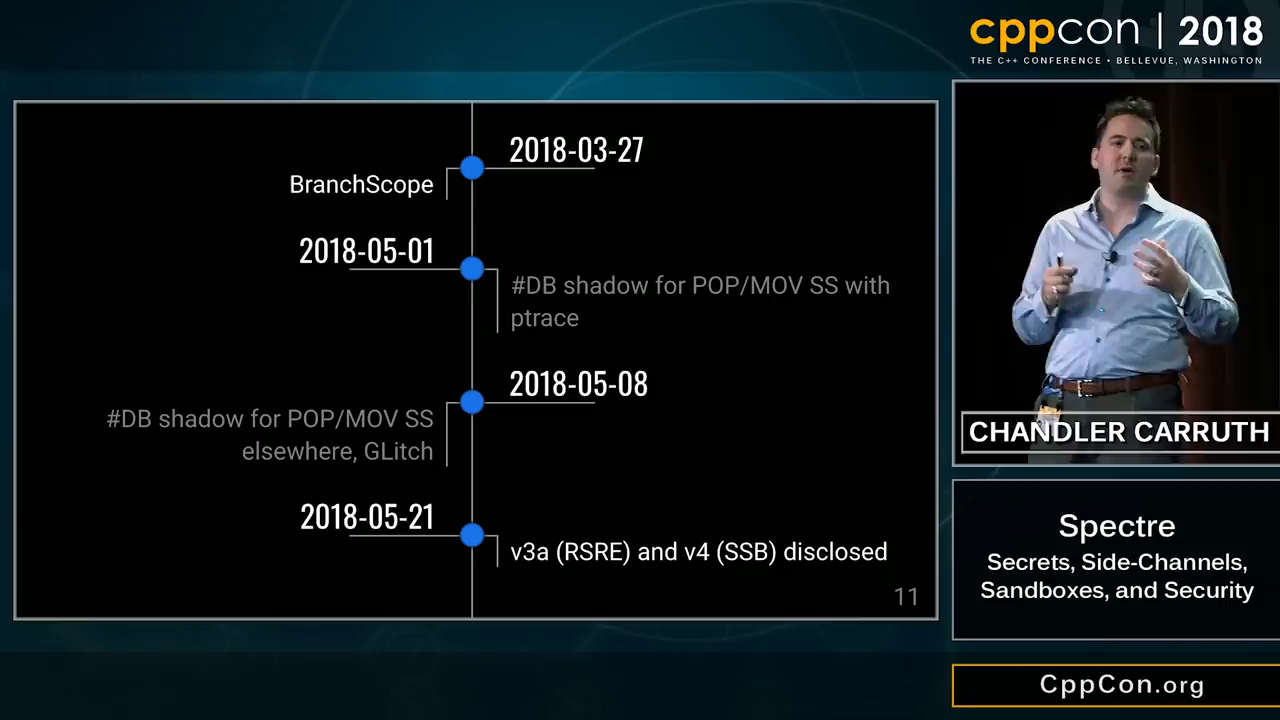 cppcon | 2018
THE C++ CONFERENCE • BELLEVUE, WASHINGTON
2018-03-27
BranchScope
2018-05-01
#DB shadow for POP/MOV SS with
ptrace
2018-05-08
#DB shadow for POP/MOV SS
elsewhere, GLitch
2018-05-21
v3a (RSRE) and v4 (SSB) disclosed
11
CHANDLER CARRUTH
Spectre
Secrets, Side-Channels,
Sandboxes, and Security
CppCon.org